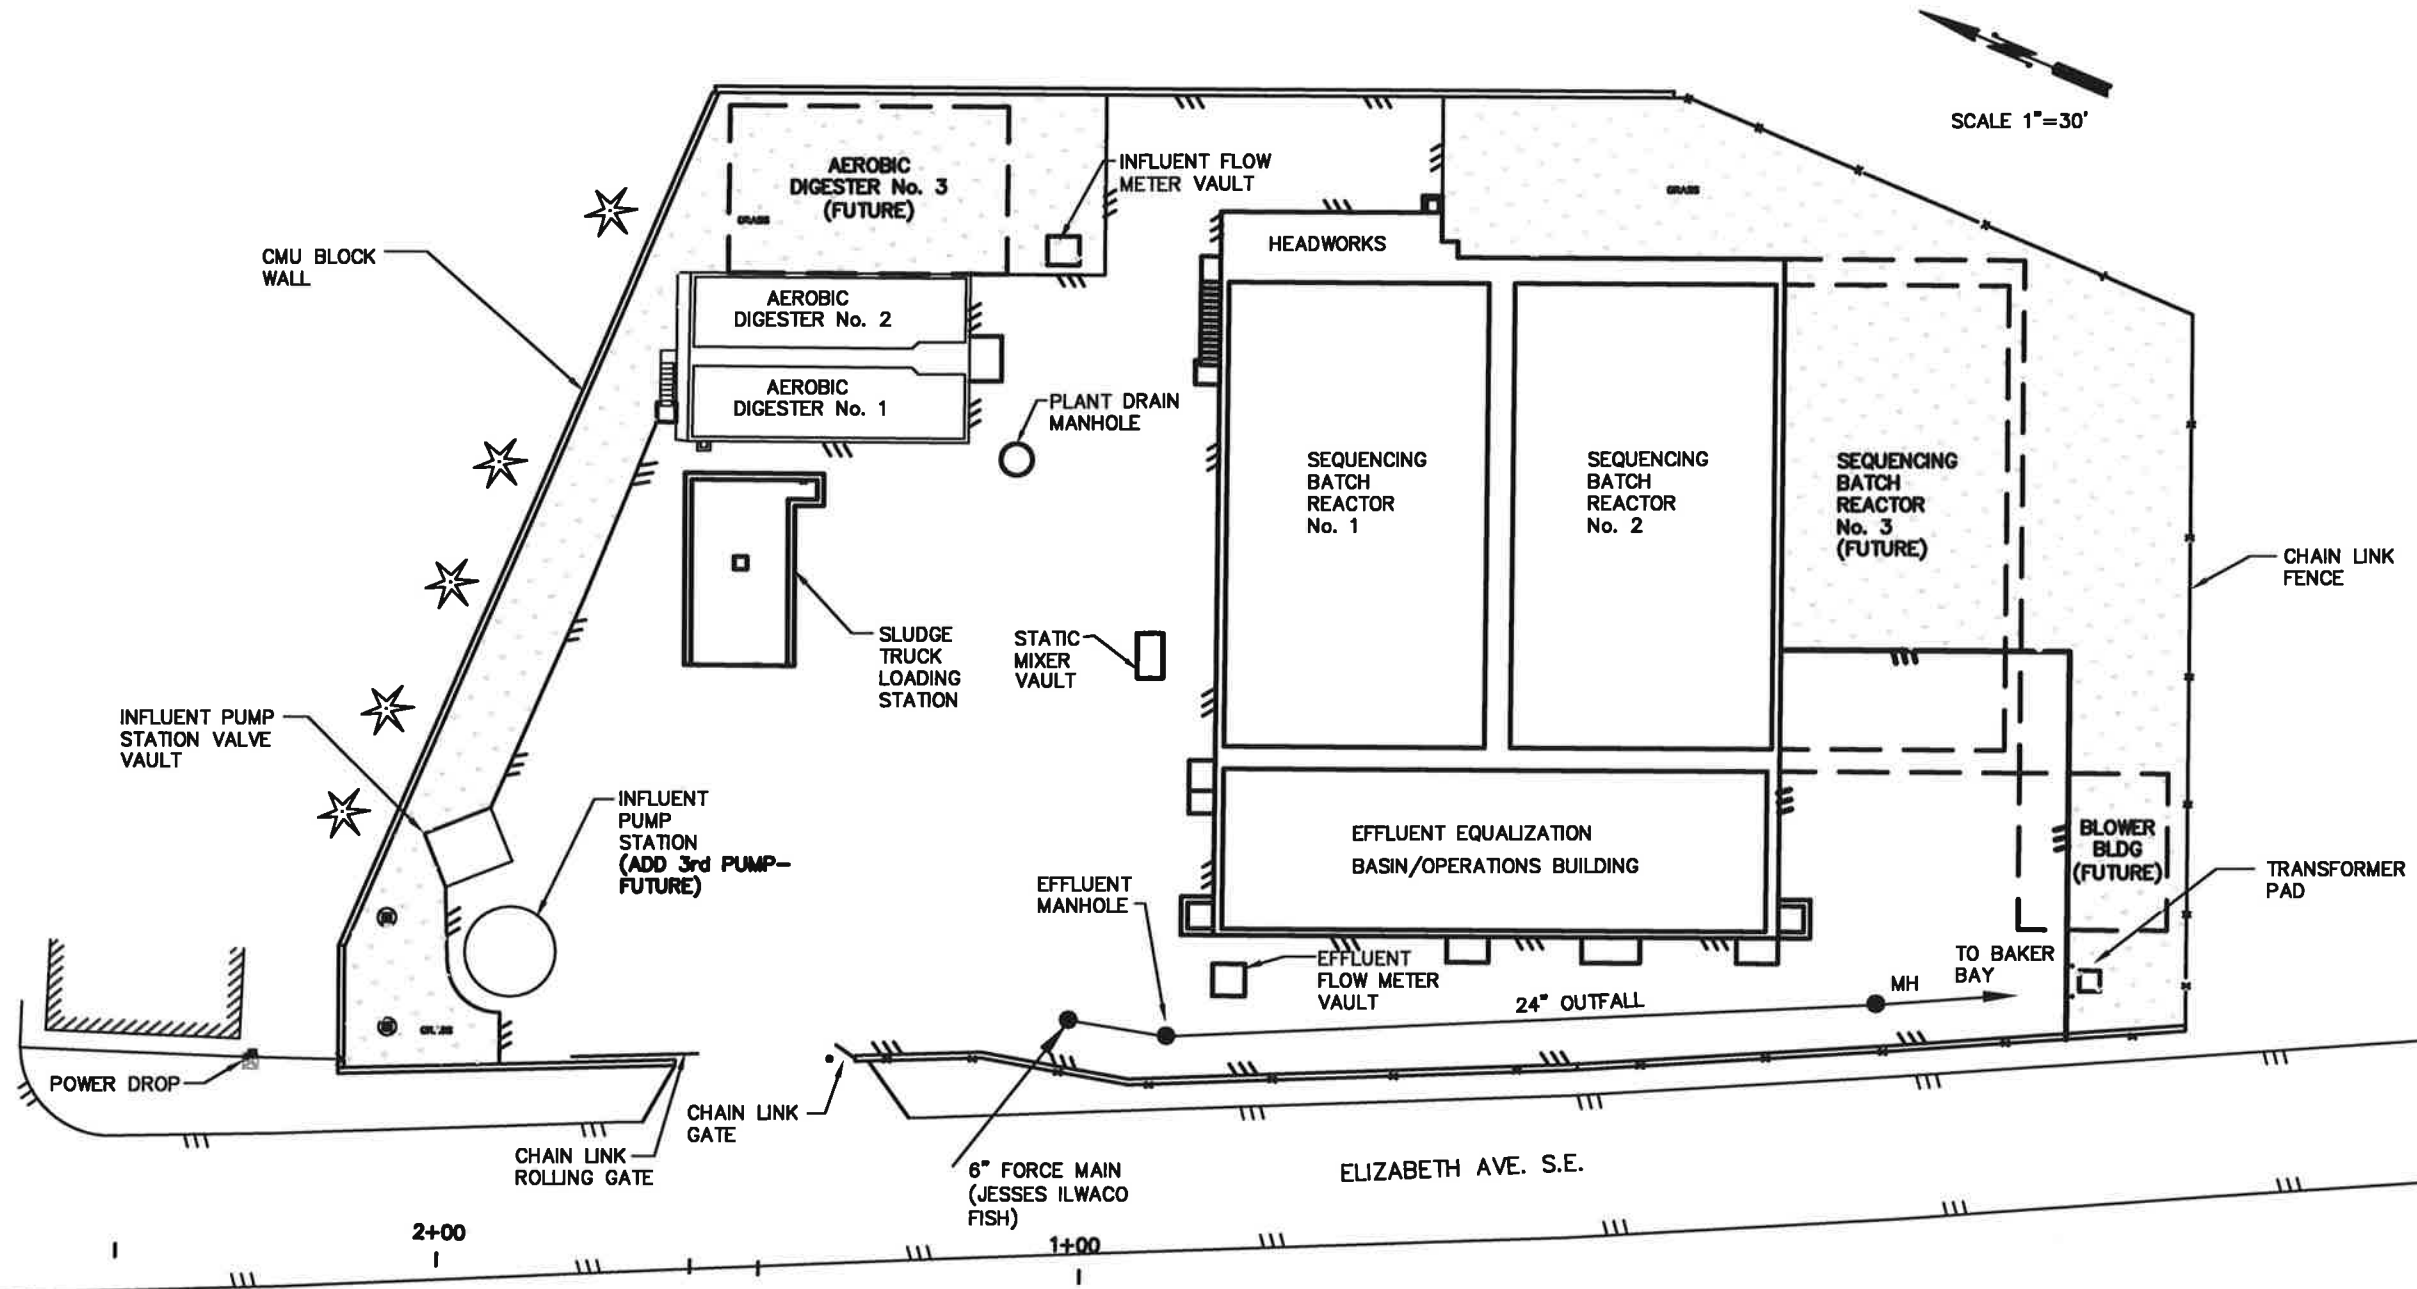 SCALE 1"=30'
AEROBIC
DIGESTER No. 3
(FUTURE)
GRASS
INFLUENT FLOW
METER VAULT
GRASS
HEADWORKS
CMU BLOCK
WALL
AEROBIC
DIGESTER No. 2
AEROBIC
DIGESTER No. 1
PLANT DRAIN
MANHOLE
SEQUENCING
BATCH
REACTOR
No. 1
SEQUENCING
BATCH
REACTOR
No. 2
SEQUENCING
BATCH
REACTOR
No. 3
(FUTURE)
CHAIN LINK
FENCE
SLUDGE
TRUCK
LOADING
STATION
STATIC
MIXER
VAULT
INFLUENT PUMP
STATION VALVE
VAULT
INFLUENT
PUMP
STATION
(ADD 3rd PUMP-
FUTURE)
EFFLUENT EQUALIZATION
BASIN/OPERATIONS BUILDING
BLOWER
BLDG
(FUTURE)
TRANSFORMER
PAD
EFFLUENT
MANHOLE
EFFLUENT
FLOW METER
VAULT
TO BAKER
BAY
MH
24" OUTFALL
GRASS
POWER DROP
CHAIN LINK
GATE
CHAIN LINK
ROLLING GATE
6" FORCE MAIN
(JESSES ILWACO
FISH)
ELIZABETH AVE. S.E.
2+00
1+00